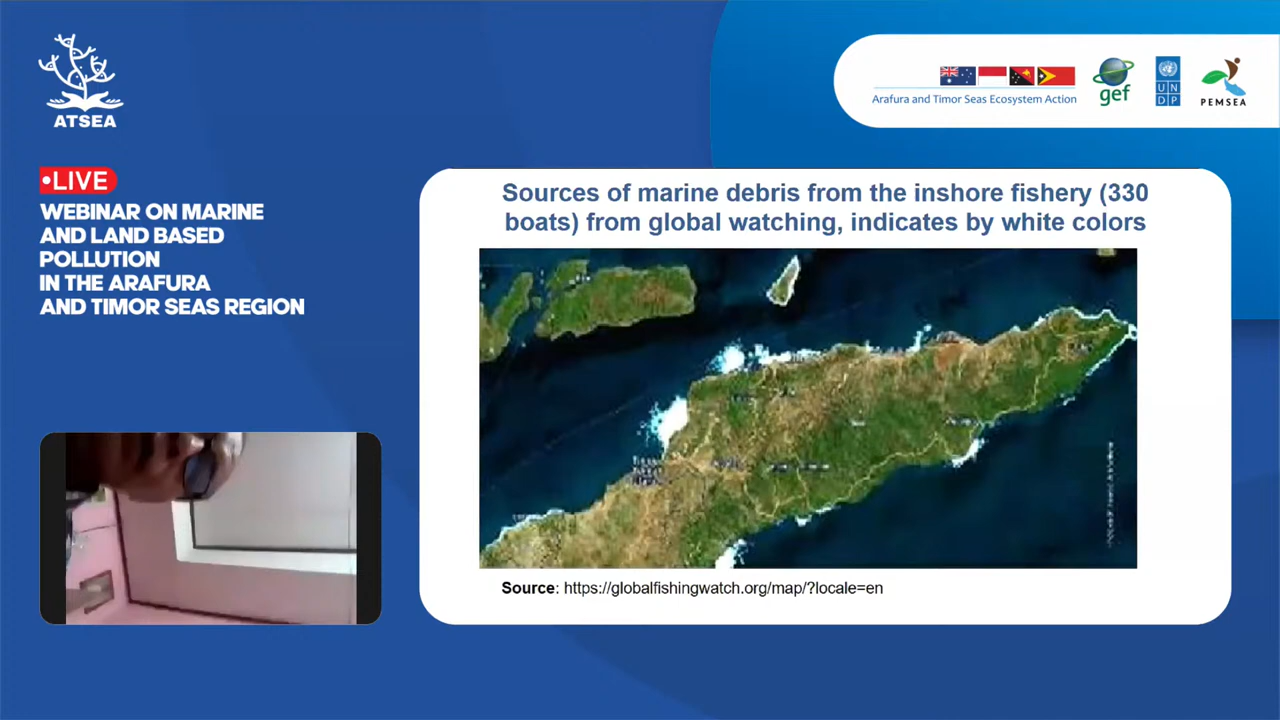 ATSEA
Arafura and Timor Seas Ecosystem Action
gef
UN
DP
PEMSEA
•LIVE
WEBINAR ON MARINE
AND LAND BASED
POLLUTION
IN THE ARAFURA
AND TIMOR SEAS REGION
Sources of marine debris from the inshore fishery (330
boats) from global watching, indicates by white colors
Source: https://globalfishingwatch.org/map/?locale=en